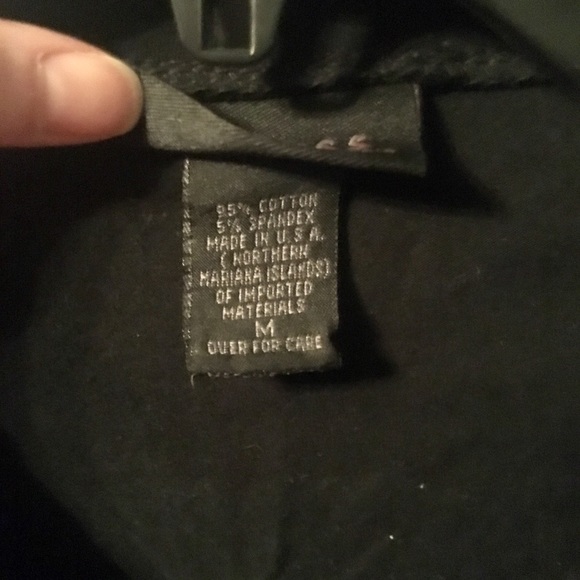 95% COTTON
5% SPANDEX
MADE IN U.S.A.
(NORTHERN
MARIANA ISLANDS)
OF IMPORTED
MATERIALS
M
OVER FOR CARE